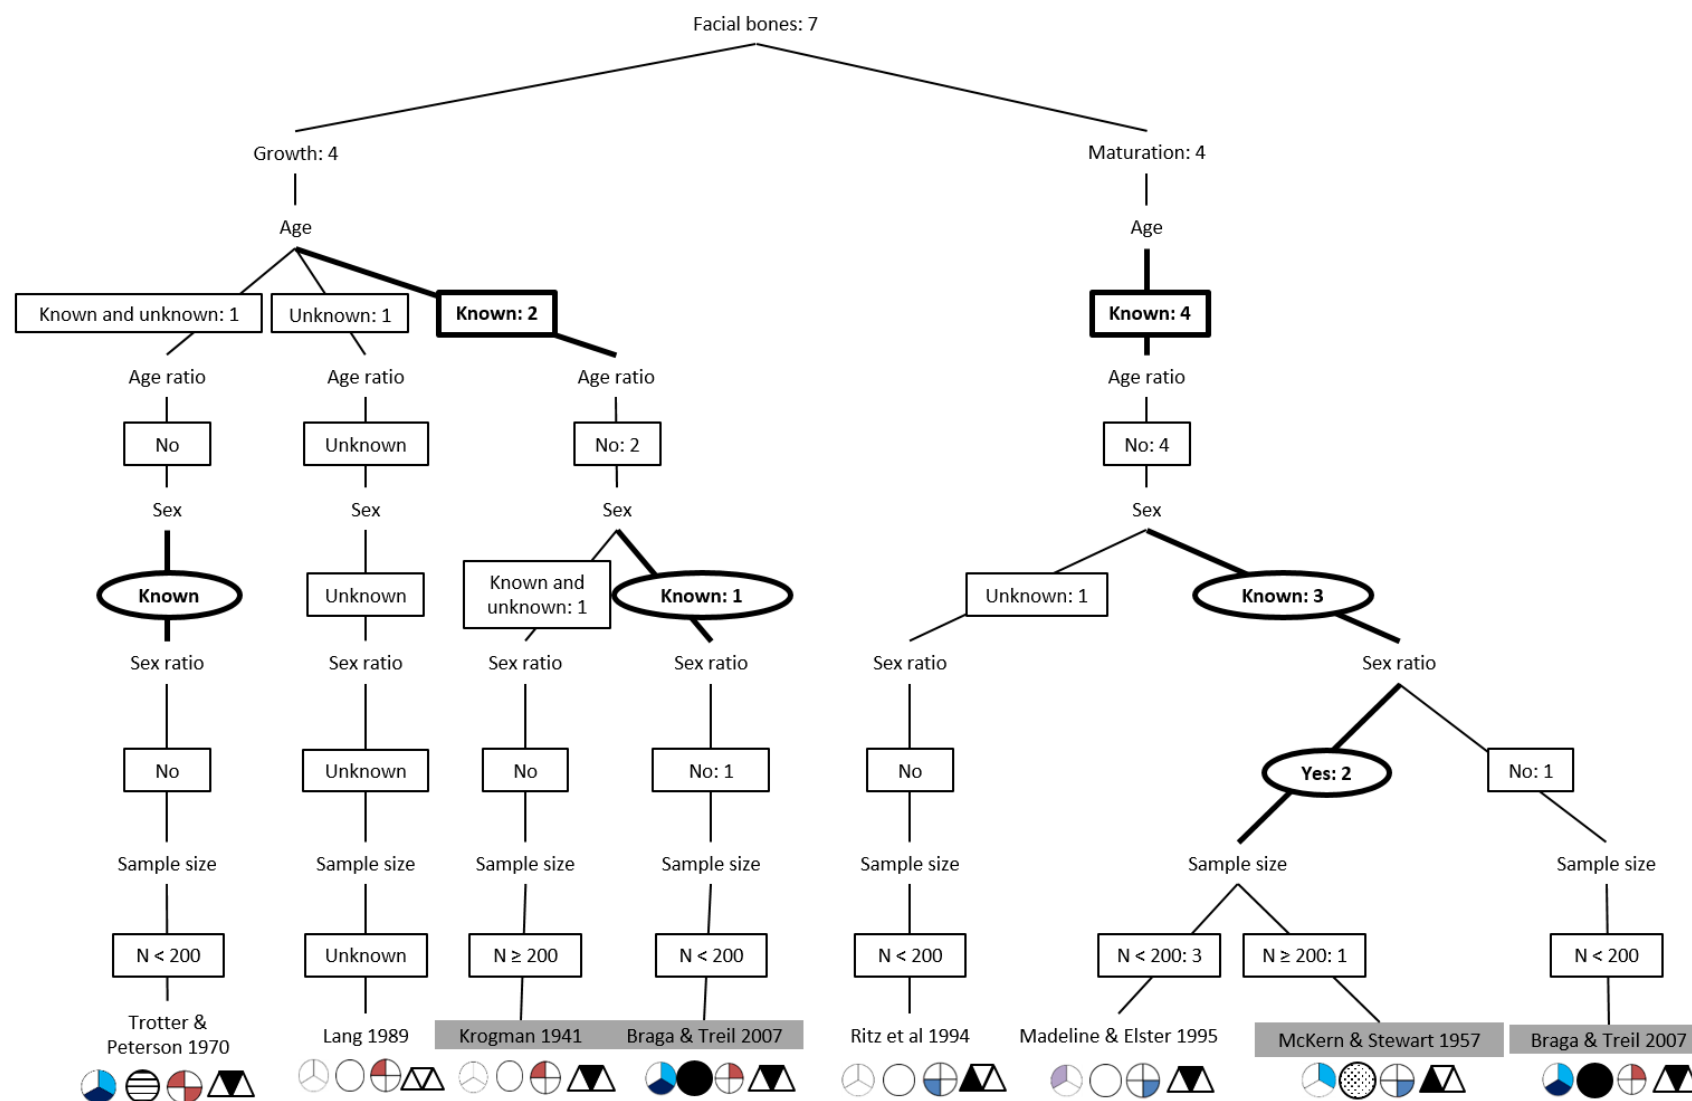 Facial bones: 7
Growth: 4
Maturation: 4
Age
Age
Known and unknown: 1
Unknown: 1
Known: 2
Known: 4
Age ratio
Age ratio
Age ratio
Age ratio
No
Unknown
No: 2
No: 4
Sex
Sex
Sex
Sex
Known
Unknown
Known and
unknown: 1
Known: 1
Unknown: 1
Known: 3
Sex ratio
Sex ratio
Sex ratio
Sex ratio
Sex ratio
Sex ratio
No
Unknown
No
No: 1
No
Yes: 2
No: 1
Sample size
Sample size
Sample size
Sample size
Sample size
Sample size
Sample size
N < 200
Unknown
N ≥ 200
N < 200
N < 200
N < 200: 3
N ≥ 200: 1
N < 200
Trotter &
Peterson 1970
Lang 1989
Krogman 1941
Braga & Treil 2007
Ritz et al 1994
Madeline & Elster 1995
McKern & Stewart 1957
Braga & Treil 2007